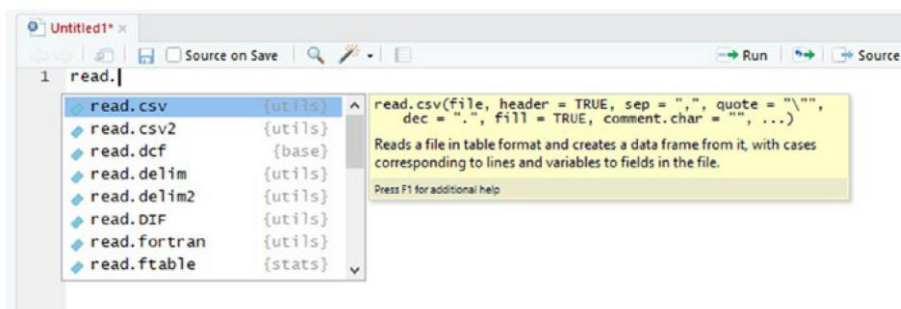 Untitled1*
Source on Save
Run
Source
1 read.
read.csv {utils}
read.csv2 {utils}
read.dcf {base}
read.delim {utils}
read.delim2 {utils}
read.DIF {utils}
read.fortran {utils}
read.ftable {stats}
read.csv(file, header = TRUE, sep = ",", quote = "\"",
dec = ".", fill = TRUE, comment.char = "", ...)
Reads a file in table format and creates a data frame from it, with cases
corresponding to lines and variables to fields in the file.
Press F1 for additional help